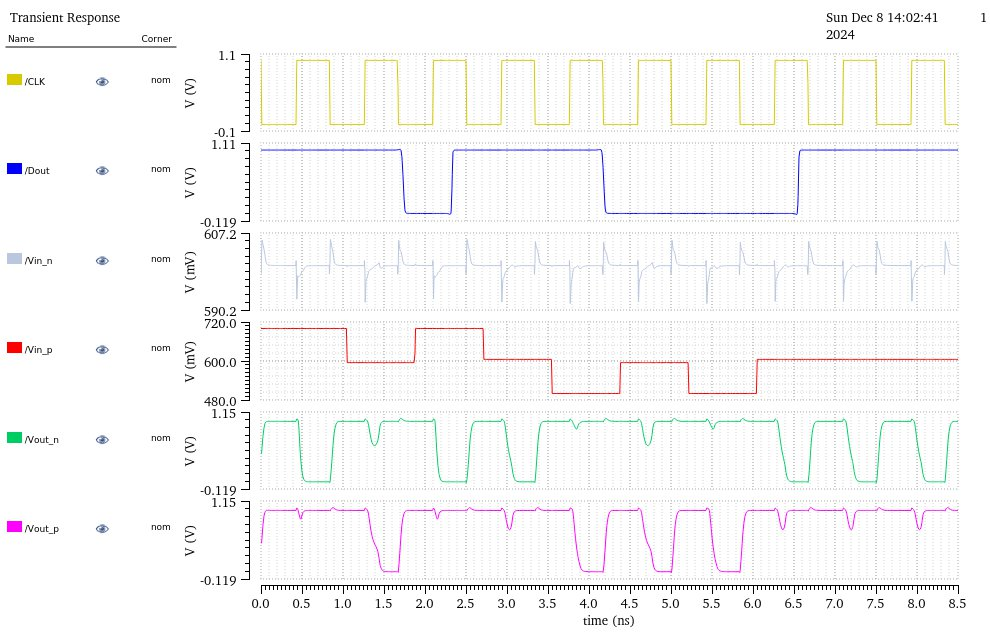 Transient Response
Sun Dec 8 14:02:41 2024
1
Name Corner
/CLK nom
V (V)
1.1
-0.1
/Dout nom
V (V)
1.11
-0.119
/Vin_n nom
V (mV)
607.2
590.2
/Vin_p nom
V (mV)
720.0
600.0
480.0
/Vout_n nom
V (V)
1.15
-0.119
/Vout_p nom
V (V)
1.15
-0.119
0.0 0.5 1.0 1.5 2.0 2.5 3.0 3.5 4.0 4.5 5.0 5.5 6.0 6.5 7.0 7.5 8.0 8.5
time (ns)